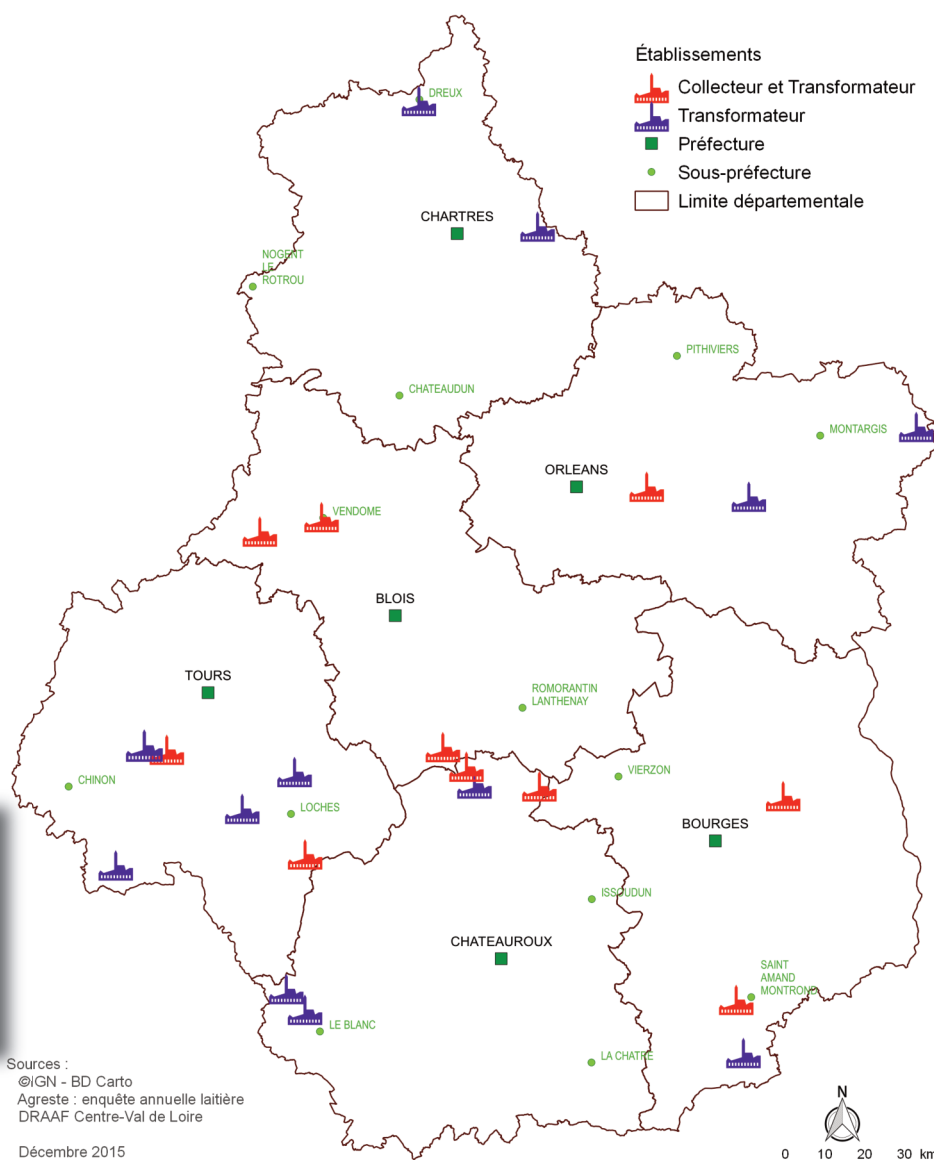 Établissements
Collecteur et Transformateur
Transformateur
Préfecture
Sous-préfecture
Limite départementale
DREUX
CHARTRES
NOGENT
LE
ROTROU
PITHIVIERS
CHATEAUDUN
MONTARGIS
ORLEANS
VENDOME
BLOIS
TOURS
ROMORANTIN
LANTHENAY
CHINON
VIERZON
LOCHES
BOURGES
ISSOUDUN
CHATEAUROUX
SAINT
AMAND
MONTROND
LE BLANC
LA CHATRE
Sources :
©IGN - BD Carto
Agreste : enquête annuelle laitière
DRAAF Centre-Val de Loire
Décembre 2015
N
0 10 20 30 km